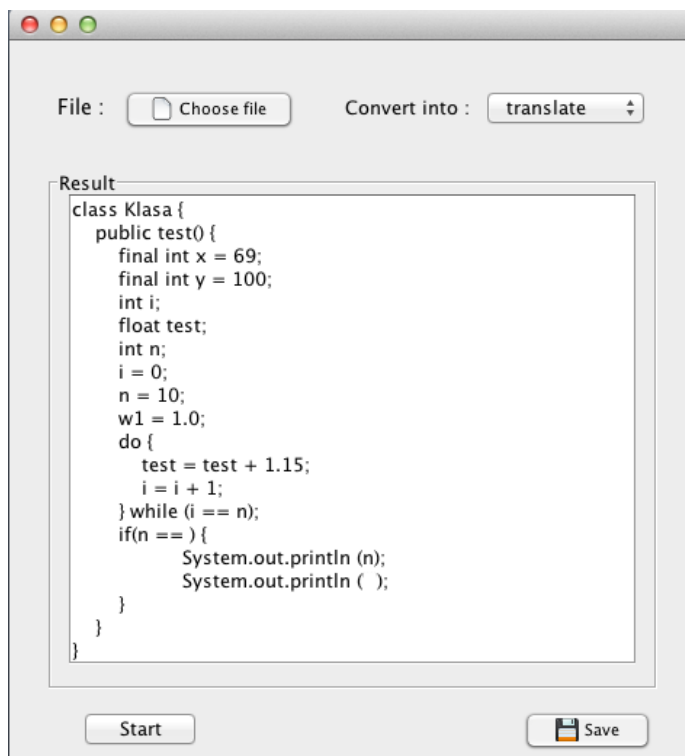 File : Choose file Convert into : translate
Result
class Klasa {
public test() {
final int x = 69;
final int y = 100;
int i;
float test;
int n;
i = 0;
n = 10;
w1 = 1.0;
do {
test = test + 1.15;
i = i + 1;
} while (i == n);
if(n == ) {
System.out.println (n);
System.out.println (  );
}
}
}
Start Save